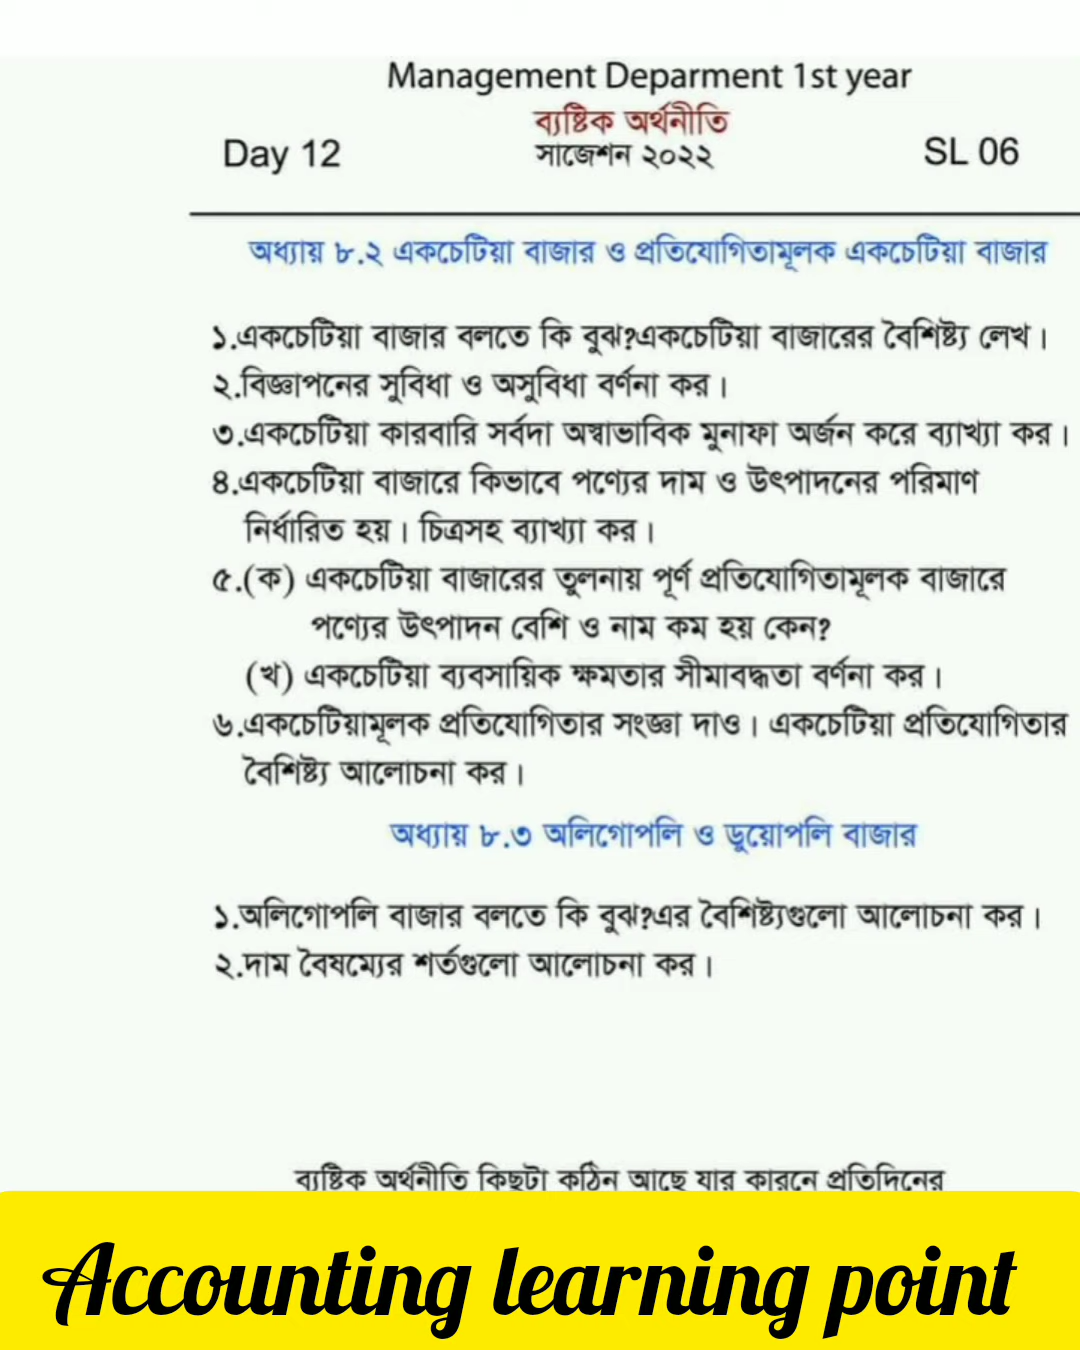 Management Deparment 1st year
ব্যষ্টিক অর্থনীতি
Day 12
সাজেশন ২০২২
SL 06
অধ্যায় ৮.২ একচেটিয়া বাজার ও প্রতিযোগিতামূলক একচেটিয়া বাজার
১.একচেটিয়া বাজার বলতে কি বুঝ?একচেটিয়া বাজারের বৈশিষ্ট্য লেখ।
২.বিজ্ঞাপনের সুবিধা ও অসুবিধা বর্ণনা কর।
৩.একচেটিয়া কারবারি সর্বদা অস্বাভাবিক মুনাফা অর্জন করে ব্যাখ্যা কর।
৪.একচেটিয়া বাজারে কিভাবে পণ্যের দাম ও উৎপাদনের পরিমাণ
নির্ধারিত হয়। চিত্রসহ ব্যাখ্যা কর।
৫.(ক) একচেটিয়া বাজারের তুলনায় পূর্ণ প্রতিযোগিতামূলক বাজারে
পণ্যের উৎপাদন বেশি ও নাম কম হয় কেন?
(খ) একচেটিয়া ব্যবসায়িক ক্ষমতার সীমাবদ্ধতা বর্ণনা কর।
৬.একচেটিয়ামূলক প্রতিযোগিতার সংজ্ঞা দাও। একচেটিয়া প্রতিযোগিতার
বৈশিষ্ট্য আলোচনা কর।
অধ্যায় ৮.৩ অলিগোপলি ও ডুয়োপলি বাজার
১.অলিগোপলি বাজার বলতে কি বুঝ?এর বৈশিষ্ট্যগুলো আলোচনা কর।
২.দাম বৈষম্যের শর্তগুলো আলোচনা কর।
ব্যষ্টিক অর্থনীতি কিছুটা কঠিন আছে যার কারনে প্রতিদিনের
Accounting learning point